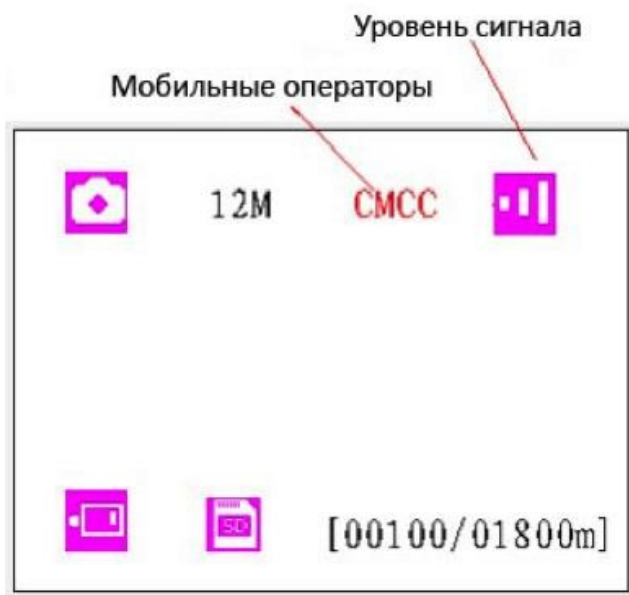 Уровень сигнала
Мобильные операторы
12M CMCC
SD
[00100/01800m]